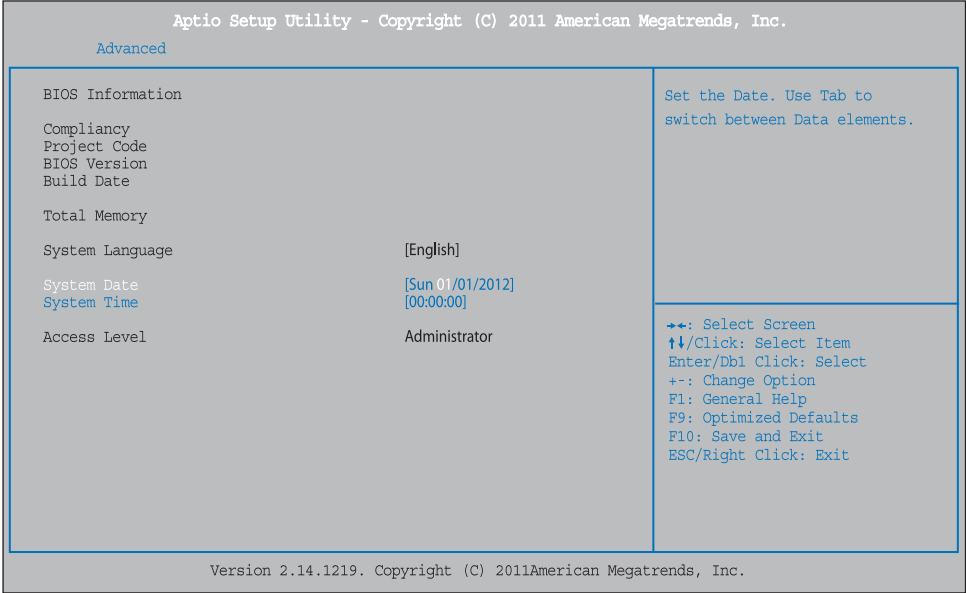 Aptio Setup Utility - Copyright (C) 2011 American Megatrends, Inc.
Advanced
BIOS Information
Compliancy
Project Code
BIOS Version
Build Date
Total Memory
System Language [English]
System Date [Sun 01/01/2012]
System Time [00:00:00]
Access Level Administrator
Set the Date. Use Tab to
switch between Data elements.
→←: Select Screen
↑↓/Click: Select Item
Enter/Db1 Click: Select
+-: Change Option
F1: General Help
F9: Optimized Defaults
F10: Save and Exit
ESC/Right Click: Exit
Version 2.14.1219. Copyright (C) 2011American Megatrends, Inc.